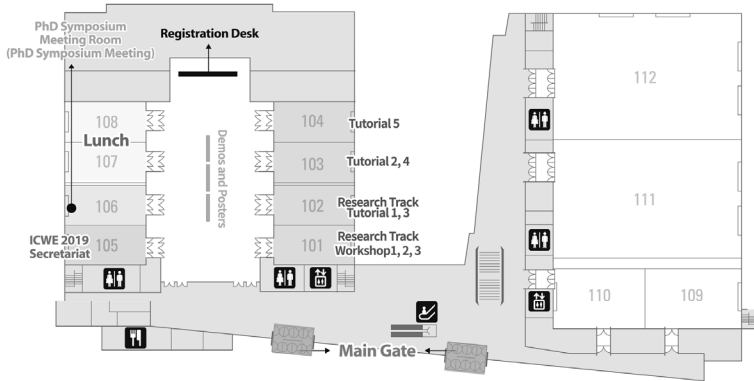 PhD Symposium
Meeting Room
(PhD Symposium Meeting)
Registration Desk
108
Lunch
107
106
ICWE 2019
Secretariat
105
Demos and Posters
104
Tutorial 5
103
Tutorial 2, 4
102
Research Track
Tutorial 1, 3
101
Research Track
Workshop1, 2, 3
Main Gate
112
111
110
109